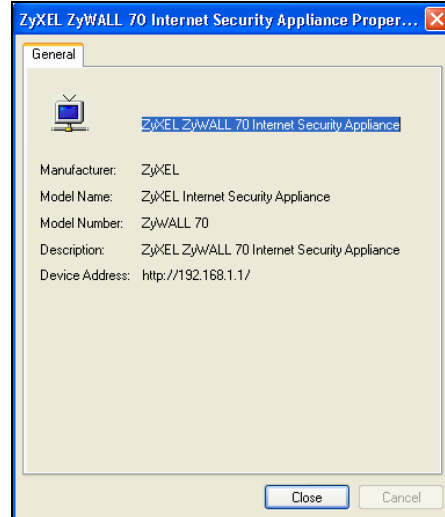 ZyXEL ZyWALL 70 Internet Security Appliance Proper...
General
ZyXEL ZyWALL 70 Internet Security Appliance
Manufacturer: ZyXEL
Model Name: ZyXEL Internet Security Appliance
Model Number: ZyWALL 70
Description: ZyXEL ZyWALL 70 Internet Security Appliance
Device Address: http://192.168.1.1/
Close Cancel